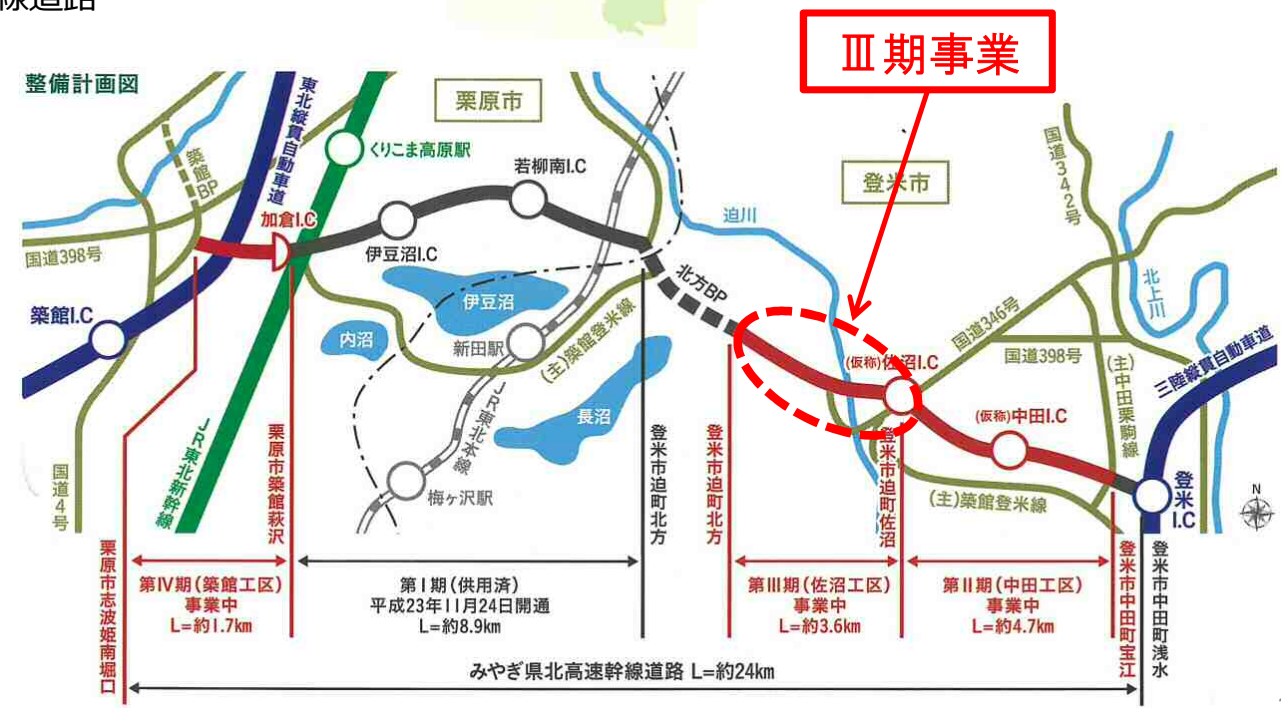 線道路
Ⅲ期事業
整備計画図
栗原市
登米市
東北縦貫自動車道
くりこま高原駅
築館BP
若柳南I.C
加倉I.C
伊豆沼I.C
国道398号
迫川
国道342号
北上川
北方BP
築館I.C
伊豆沼
内沼
新田駅
(主)築館登米線
長沼
(仮称)佐沼I.C
国道346号
国道398号
(主)中田栗駒線
三陸縦貫自動車道
(仮称)中田I.C
JR東北本線
梅ヶ沢駅
JR東北新幹線
国道4号
(主)築館登米線
登米I.C
N
栗原市志波姫南堀口
栗原市築館萩沢
登米市迫町北方
登米市迫町北方
登米市迫町佐沼
登米市中田町宝江
登米市中田町浅水
第Ⅳ期(築館工区)
事業中
L=約1.7km
第Ⅰ期(供用済)
平成23年11月24日開通
L=約8.9km
第Ⅲ期(佐沼工区)
事業中
L=約3.6km
第Ⅱ期(中田工区)
事業中
L=約4.7km
みやぎ県北高速幹線道路 L=約24km